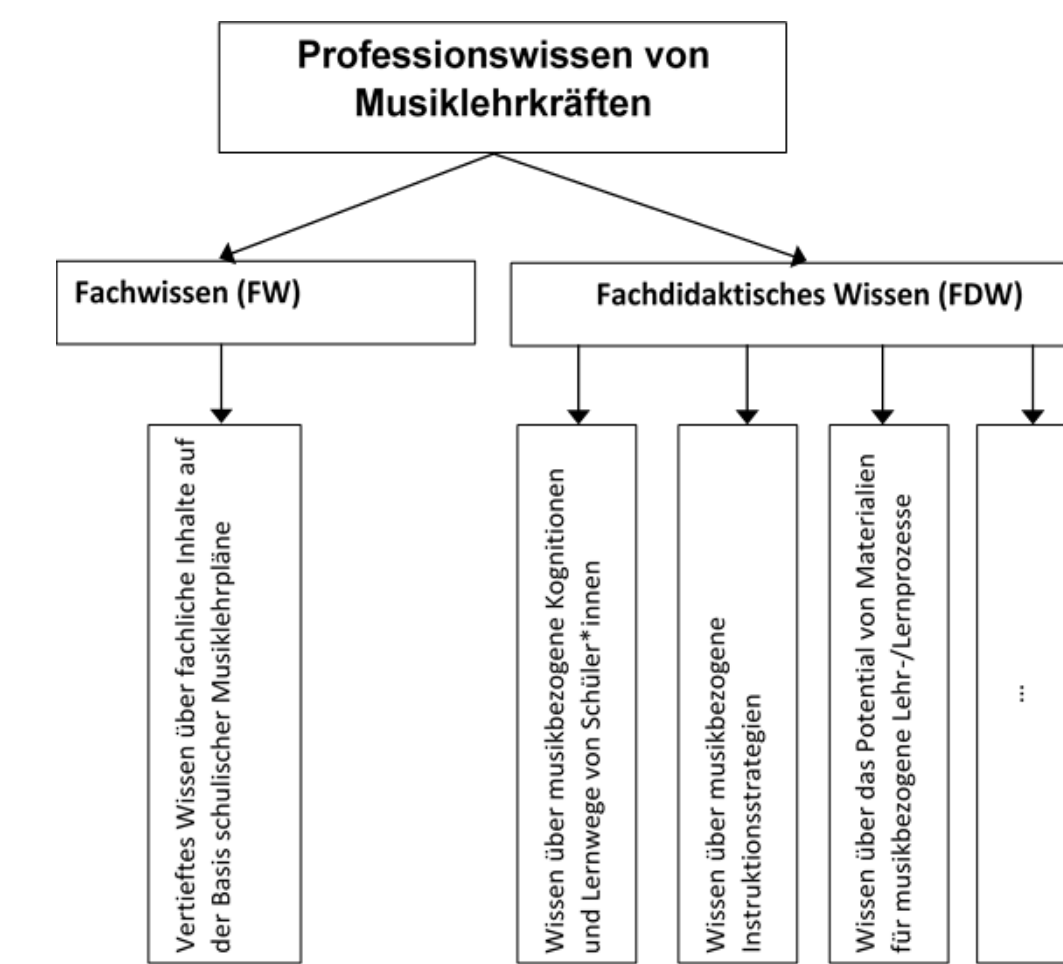 Professionswissen von
Musiklehrkräften
Fachwissen (FW)
Fachdidaktisches Wissen (FDW)
Vertieftes Wissen über fachliche Inhalte auf
der Basis schulischer Musiklehrpläne
Wissen über musikbezogene Kognitionen
und Lernwege von Schüler*innen
Wissen über musikbezogene
Instruktionsstrategien
Wissen über das Potential von Materialien
für musikbezogene Lehr-/Lernprozesse
...